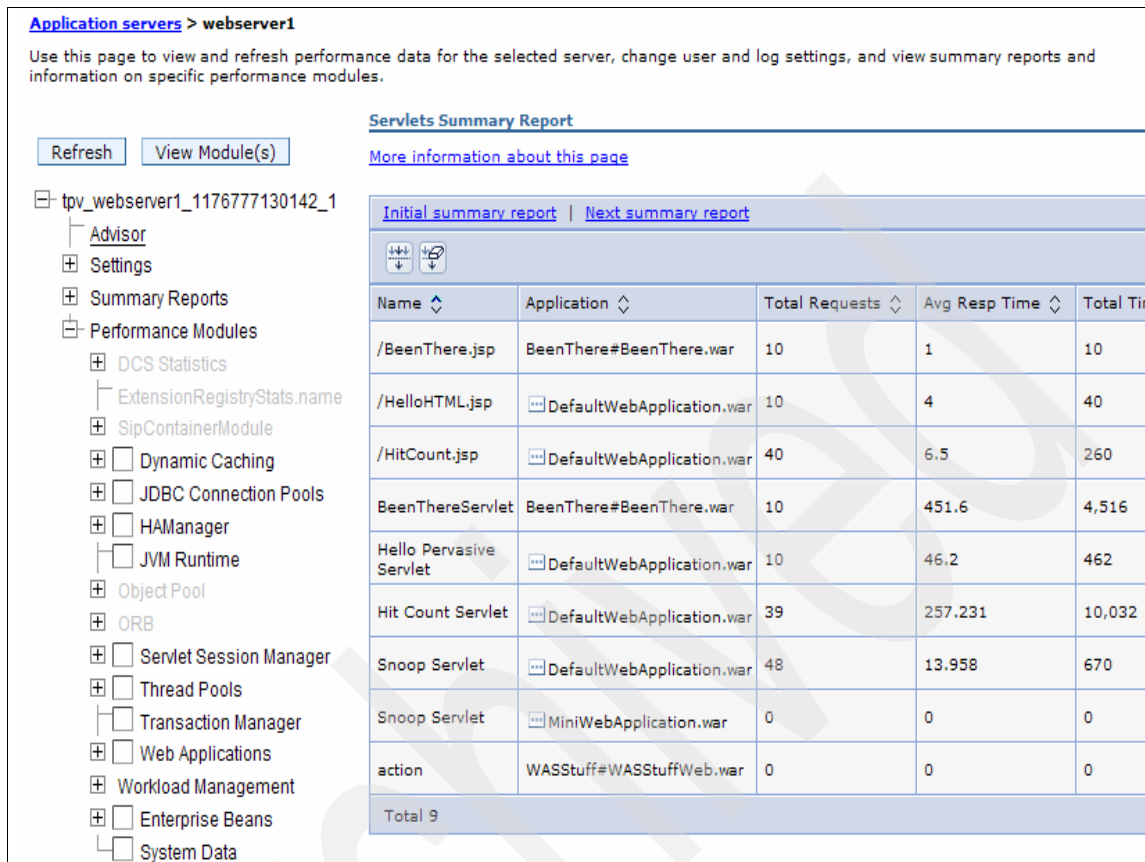 Application servers > webserver1
Use this page to view and refresh performance data for the selected server, change user and log settings, and view summary reports and
information on specific performance modules.
Refresh View Module(s)
tpv_webserver1_1176777130142_1
Advisor
Settings
Summary Reports
Performance Modules
DCS Statistics
ExtensionRegistryStats.name
SipContainerModule
Dynamic Caching
JDBC Connection Pools
HAManager
JVM Runtime
Object Pool
ORB
Servlet Session Manager
Thread Pools
Transaction Manager
Web Applications
Workload Management
Enterprise Beans
System Data
Servlets Summary Report
More information about this page
Initial summary report | Next summary report
Name Application Total Requests Avg Resp Time Total Ti
/BeenThere.jsp BeenThere#BeenThere.war 10 1 10
/HelloHTML.jsp DefaultWebApplication.war 10 4 40
/HitCount.jsp DefaultWebApplication.war 40 6.5 260
BeenThereServlet BeenThere#BeenThere.war 10 451.6 4,516
Hello Pervasive
Servlet DefaultWebApplication.war 10 46.2 462
Hit Count Servlet DefaultWebApplication.war 39 257.231 10,032
Snoop Servlet DefaultWebApplication.war 48 13.958 670
Snoop Servlet MiniWebApplication.war 0 0 0
action WASStuff#WASStuffWeb.war 0 0 0
Total 9
hived